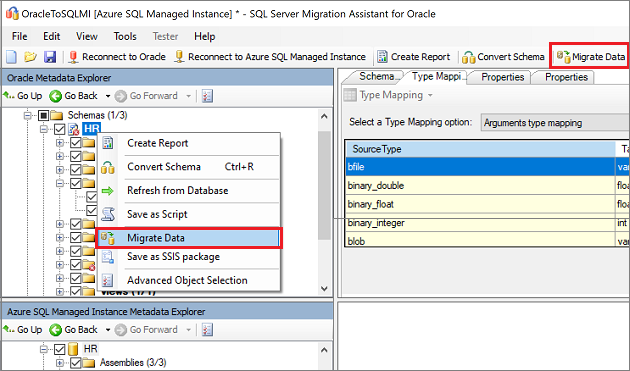 OracleToSQLMI [Azure SQL Managed Instance] * - SQL Server Migration Assistant for Oracle
File Edit View Tools Tester Help
Reconnect to Oracle Reconnect to Azure SQL Managed Instance Create Report Convert Schema Migrate Data
Oracle Metadata Explorer
Go Up Go Back Go Forward
Schemas (1/3)
HR
Create Report
Convert Schema Ctrl+R
Refresh from Database
Save as Script
Migrate Data
Save as SSIS package
Advanced Object Selection
Views (1/1)
Schema... Type Mappi... Properties Properties
Type Mapping
Select a Type Mapping option: Arguments type mapping
SourceType Ta
bfile var
binary_double floa
binary_float floa
binary_integer int
blob var
Azure SQL Managed Instance Metadata Explorer
Go Up Go Back Go Forward
HR
Assemblies (3/3)